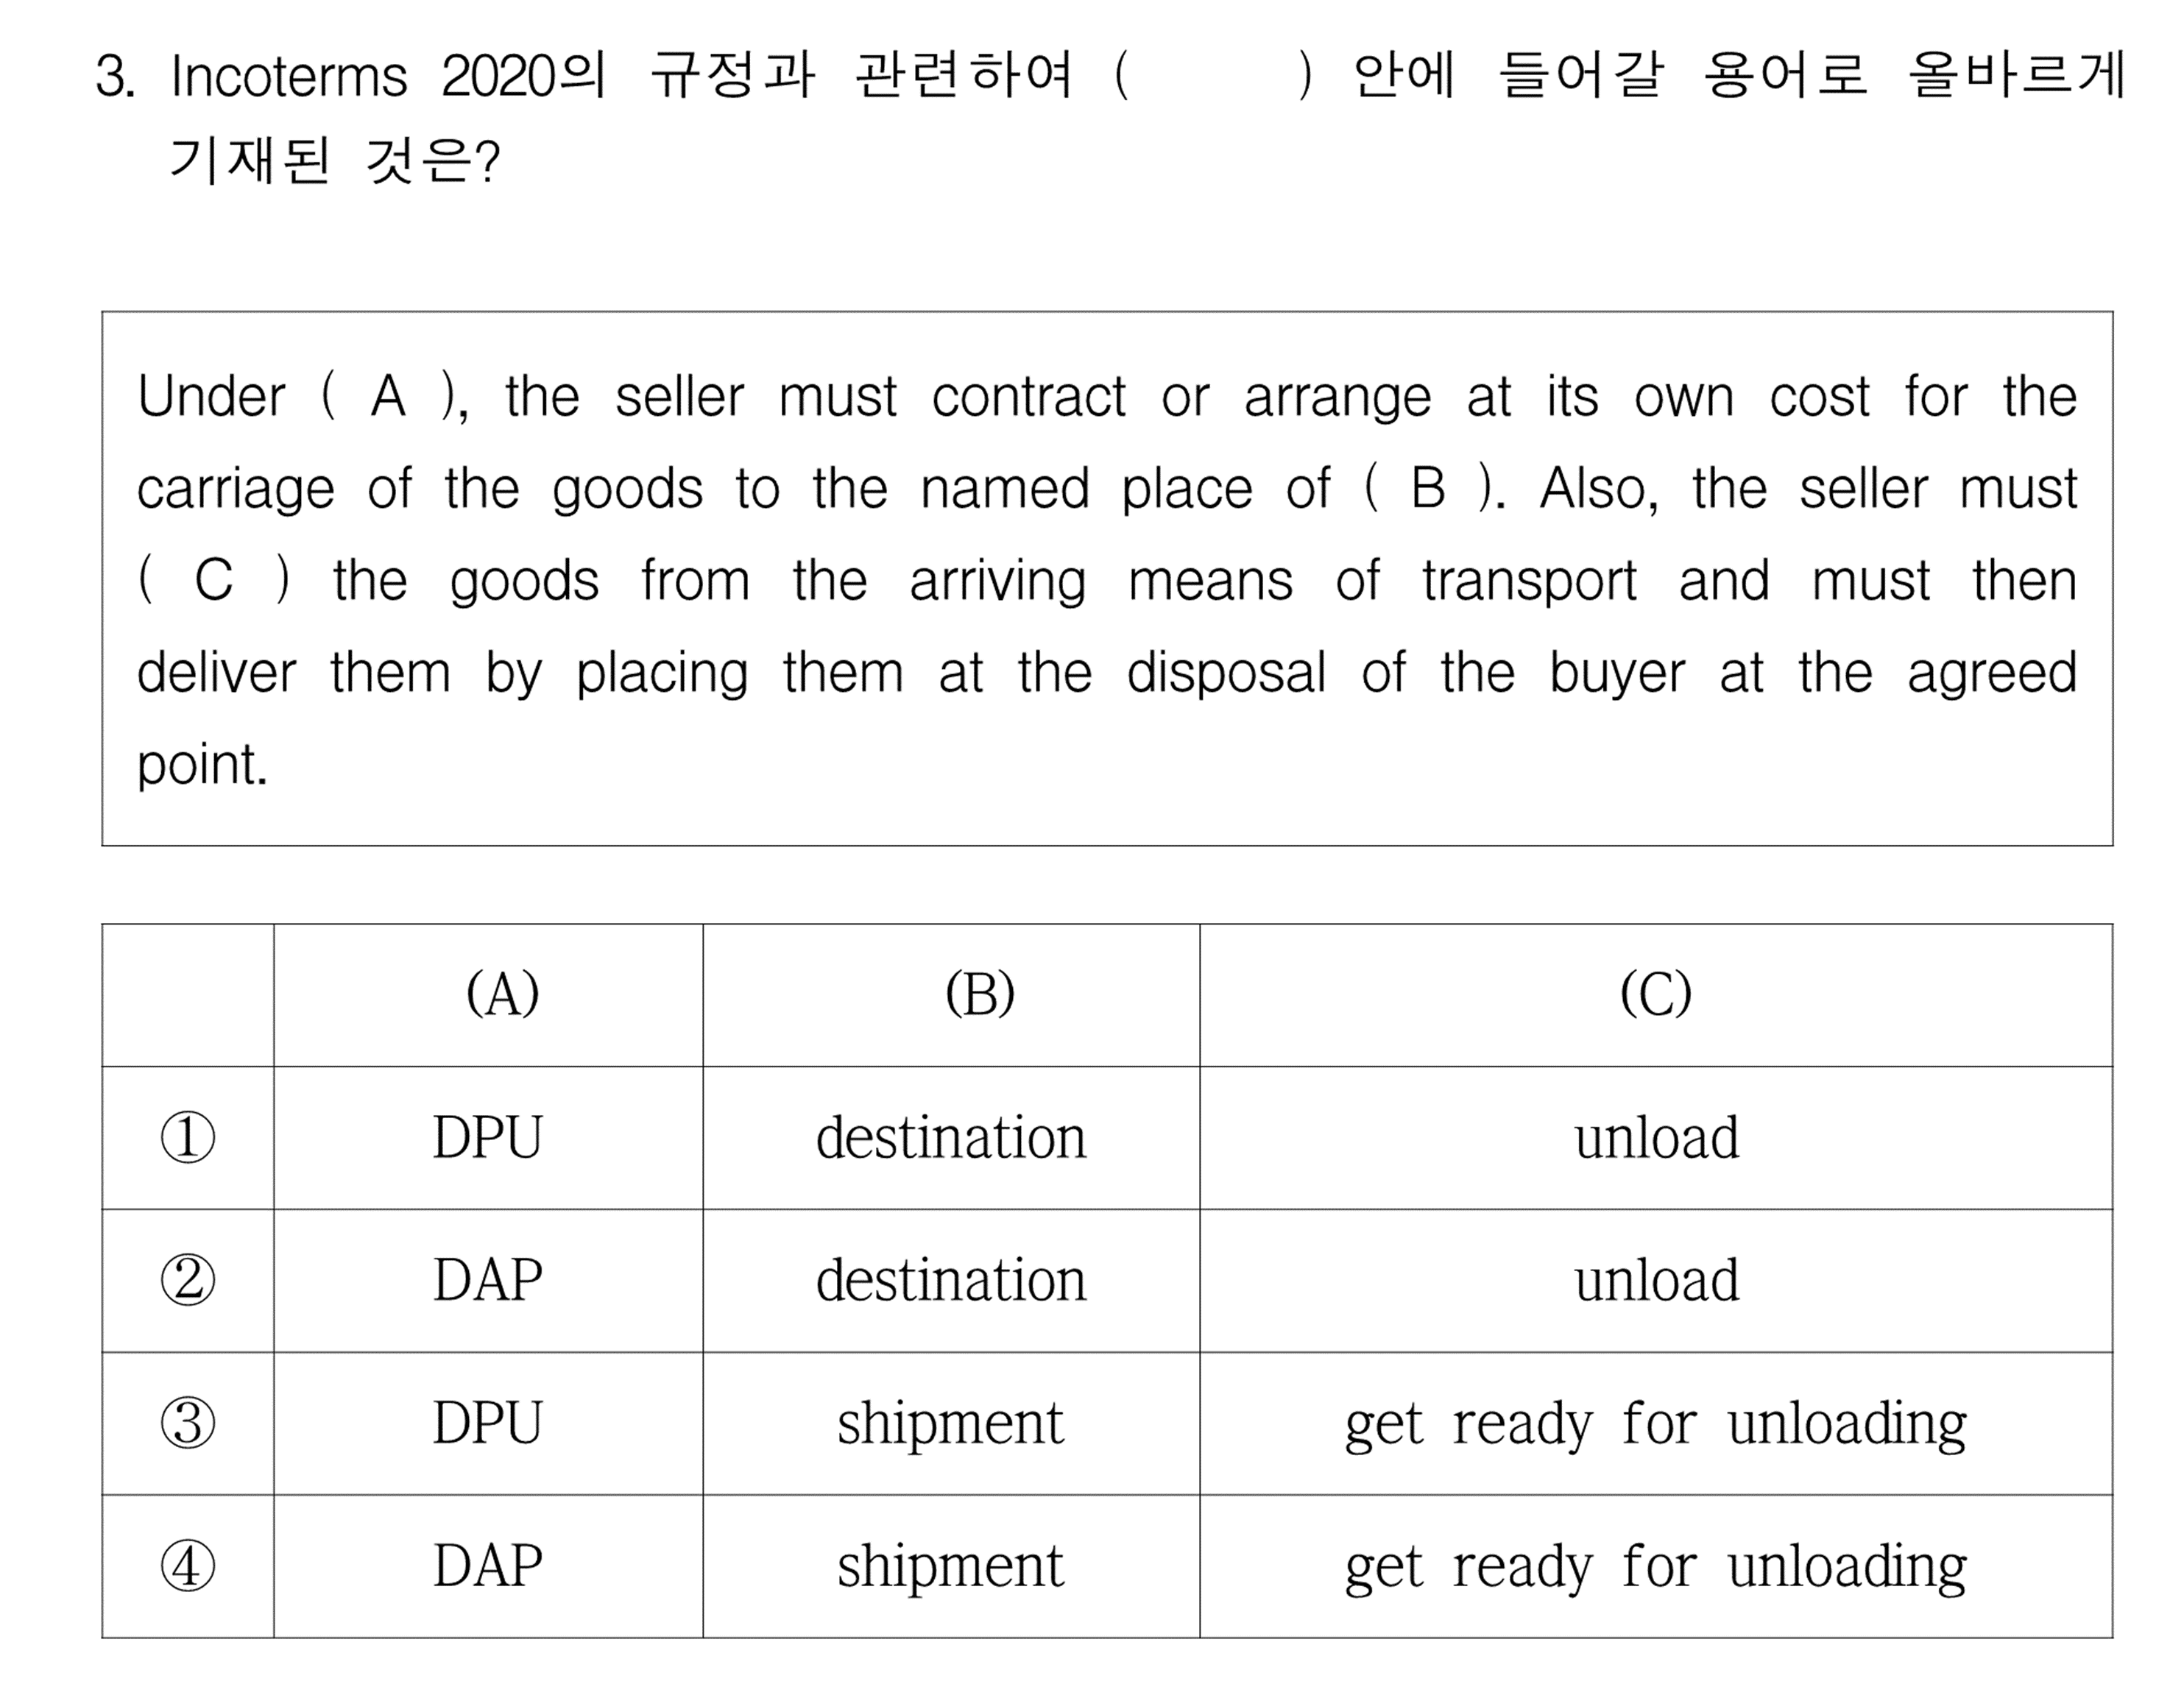 3. Incoterms 2020의 규정과 관련하여 (     ) 안에 들어갈 용어로 올바르게
기재된 것은?
Under ( A ), the seller must contract or arrange at its own cost for the
carriage of the goods to the named place of ( B ). Also, the seller must
( C ) the goods from the arriving means of transport and must then
deliver them by placing them at the disposal of the buyer at the agreed
point.
(A) (B) (C)
① DPU destination unload
② DAP destination unload
③ DPU shipment get ready for unloading
④ DAP shipment get ready for unloading